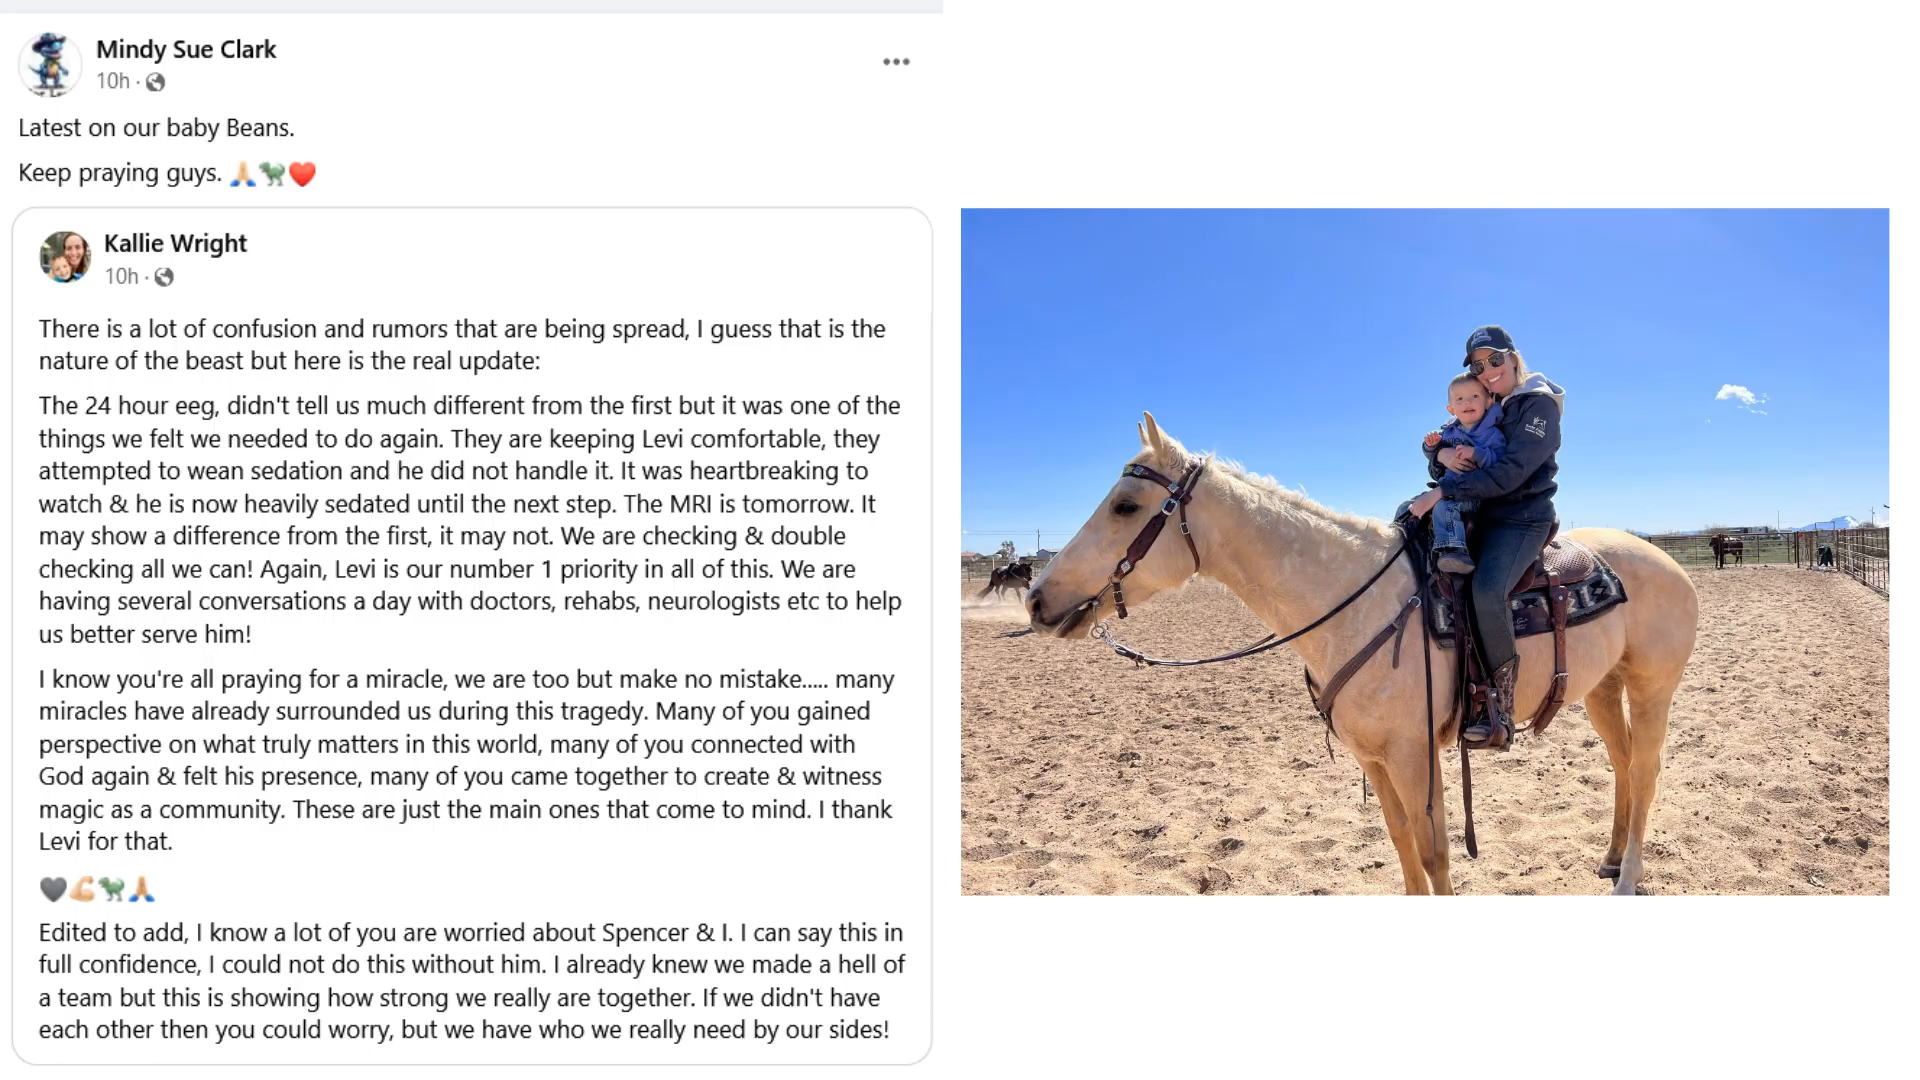 Mindy Sue Clark
10h ·
Latest on our baby Beans.
Keep praying guys. 🙏🏼🦖❤️
Kallie Wright
10h ·
There is a lot of confusion and rumors that are being spread, I guess that is the
nature of the beast but here is the real update:
The 24 hour eeg, didn't tell us much different from the first but it was one of the
things we felt we needed to do again. They are keeping Levi comfortable, they
attempted to wean sedation and he did not handle it. It was heartbreaking to
watch & he is now heavily sedated until the next step. The MRI is tomorrow. It
may show a difference from the first, it may not. We are checking & double
checking all we can! Again, Levi is our number 1 priority in all of this. We are
having several conversations a day with doctors, rehabs, neurologists etc to help
us better serve him!
I know you're all praying for a miracle, we are too but make no mistake..... many
miracles have already surrounded us during this tragedy. Many of you gained
perspective on what truly matters in this world, many of you connected with
God again & felt his presence, many of you came together to create & witness
magic as a community. These are just the main ones that come to mind. I thank
Levi for that.
🖤💪🏼🦖🙏🏼
Edited to add, I know a lot of you are worried about Spencer & I. I can say this in
full confidence, I could not do this without him. I already knew we made a hell of
a team but this is showing how strong we really are together. If we didn't have
each other then you could worry, but we have who we really need by our sides!